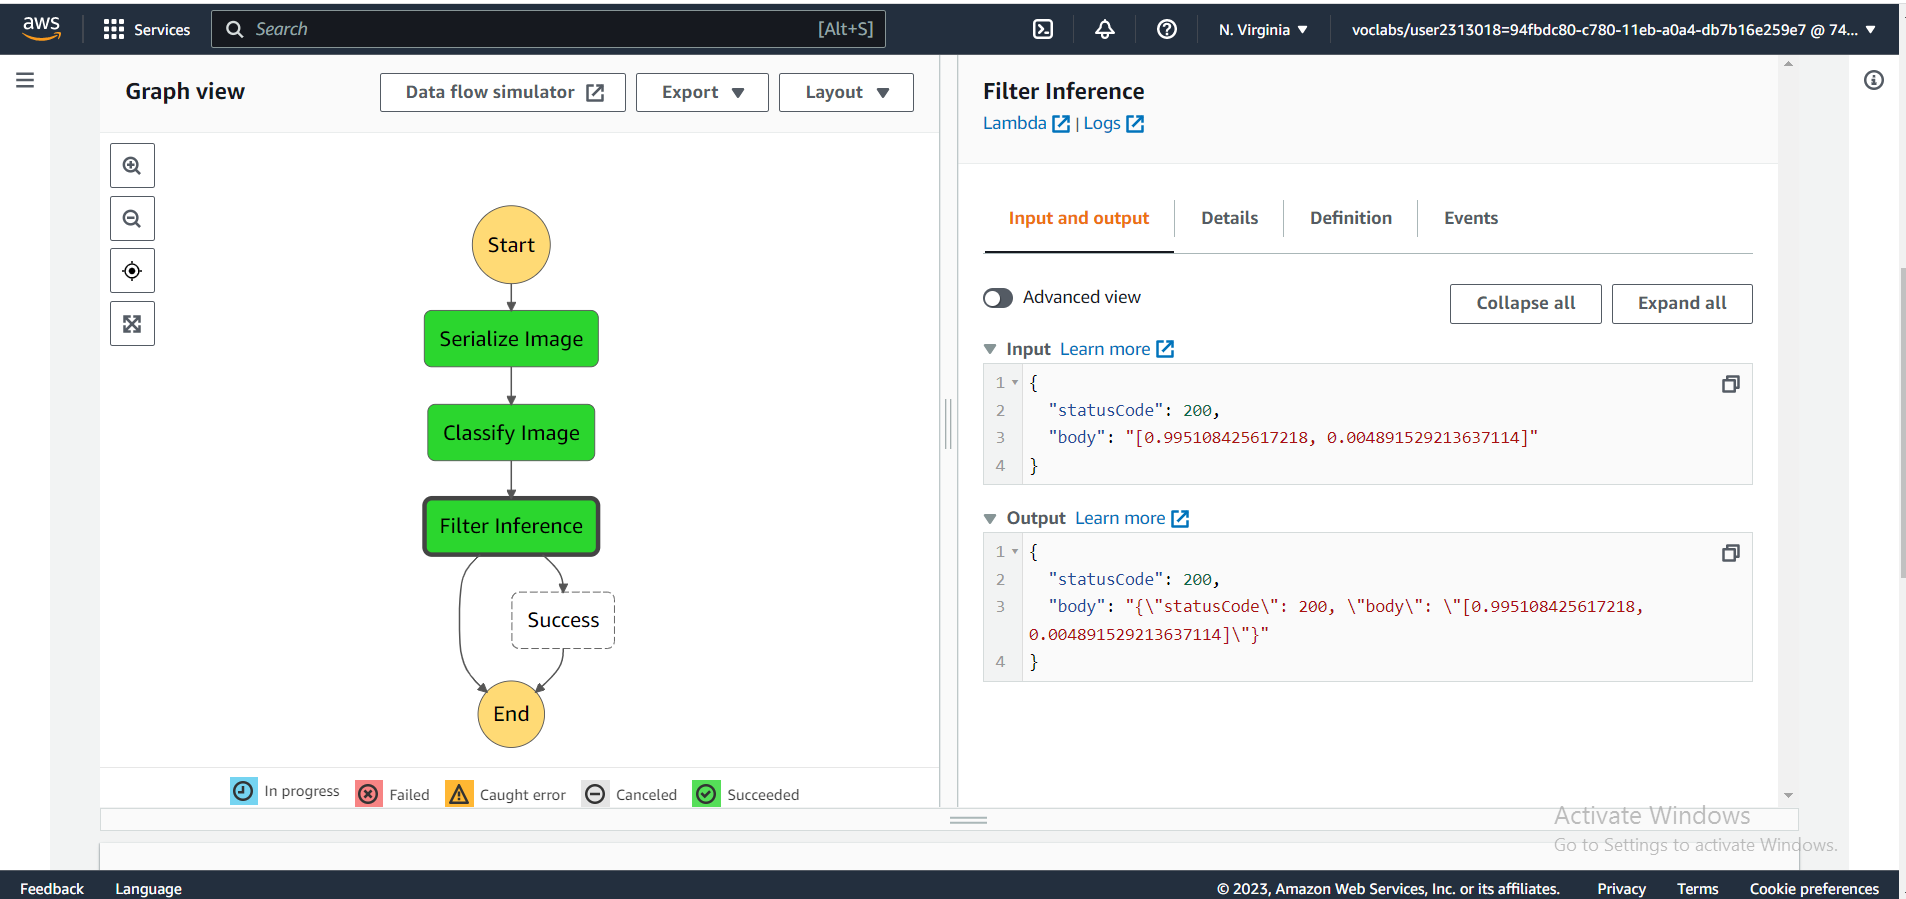 aws
Services
Search
[Alt+S]
N. Virginia
voclabs/user2313018=94fbdc80-c780-11eb-a0a4-db7b16e259e7 @ 74...
Graph view
Data flow simulator
Export
Layout
Start
Serialize Image
Classify Image
Filter Inference
Success
End
In progress
Failed
Caught error
Canceled
Succeeded
Filter Inference
Lambda | Logs
Input and output
Details
Definition
Events
Advanced view
Collapse all
Expand all
Input Learn more
1 {
2 "statusCode": 200,
3 "body": "[0.995108425617218, 0.004891529213637114]"
4 }
Output Learn more
1 {
2 "statusCode": 200,
3 "body": "{\"statusCode\": 200, \"body\": \"[0.995108425617218,
0.004891529213637114]\"}"
4 }
Activate Windows
Go to Settings to activate Windows.
Feedback
Language
© 2023, Amazon Web Services, Inc. or its affiliates.
Privacy
Terms
Cookie preferences